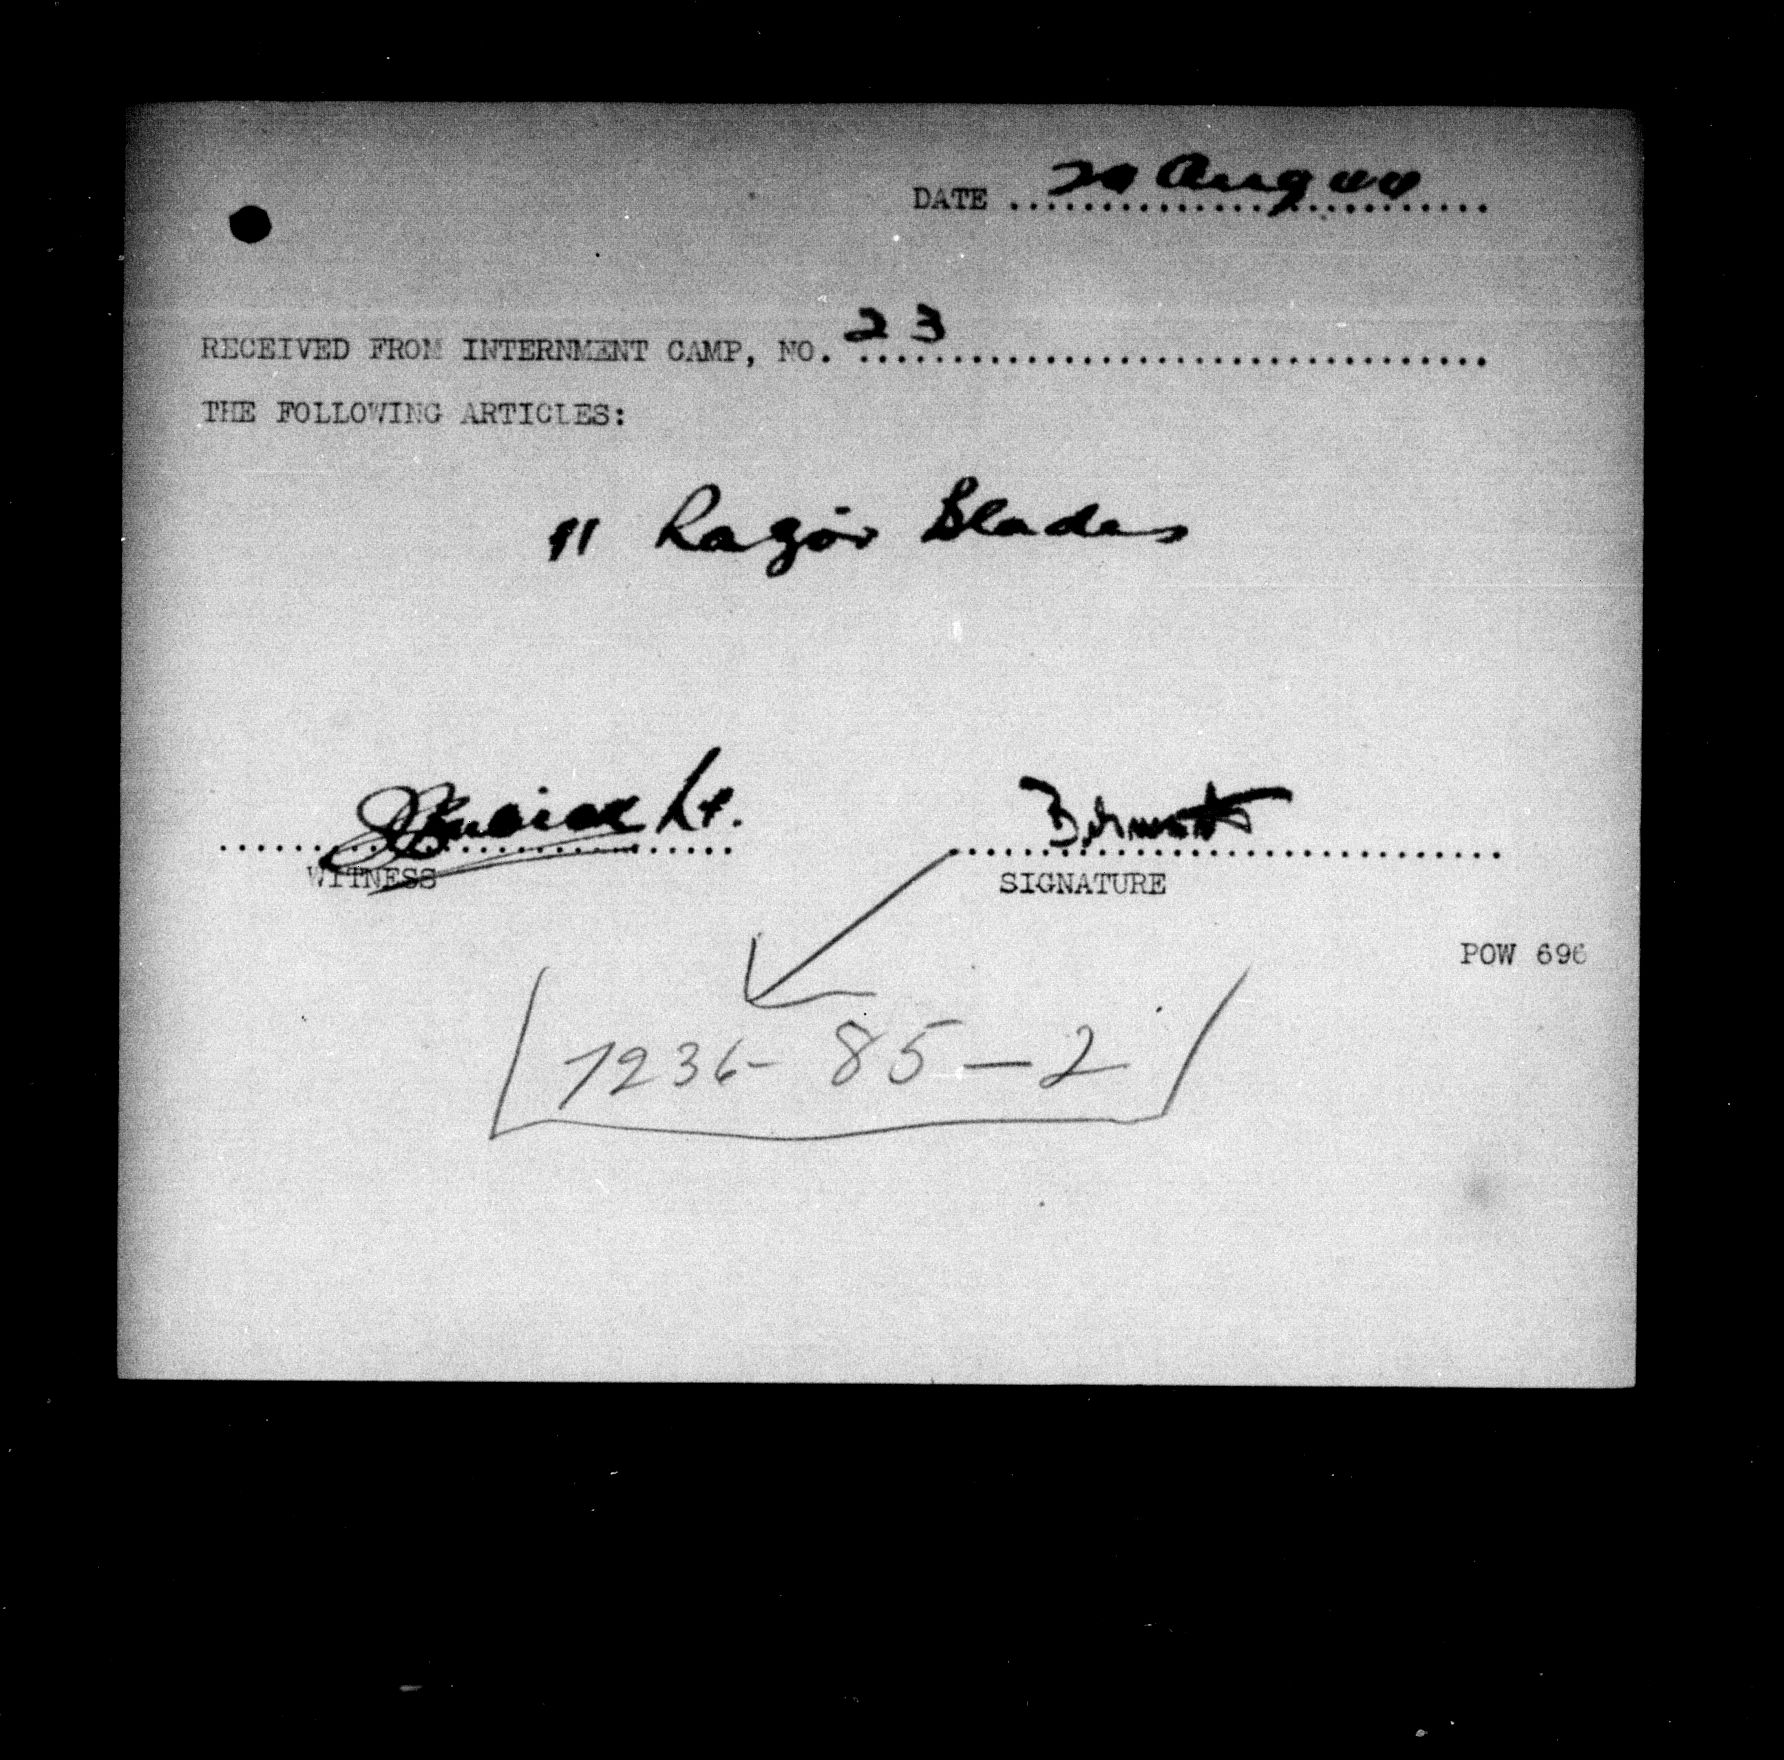 DATE 20 Aug 44
RECEIVED FROM INTERNMENT CAMP, NO. 23
THE FOLLOWING ARTICLES:
11 Razor Blades
Lt.
WITNESS
SIGNATURE
POW 696
7236- 85-2